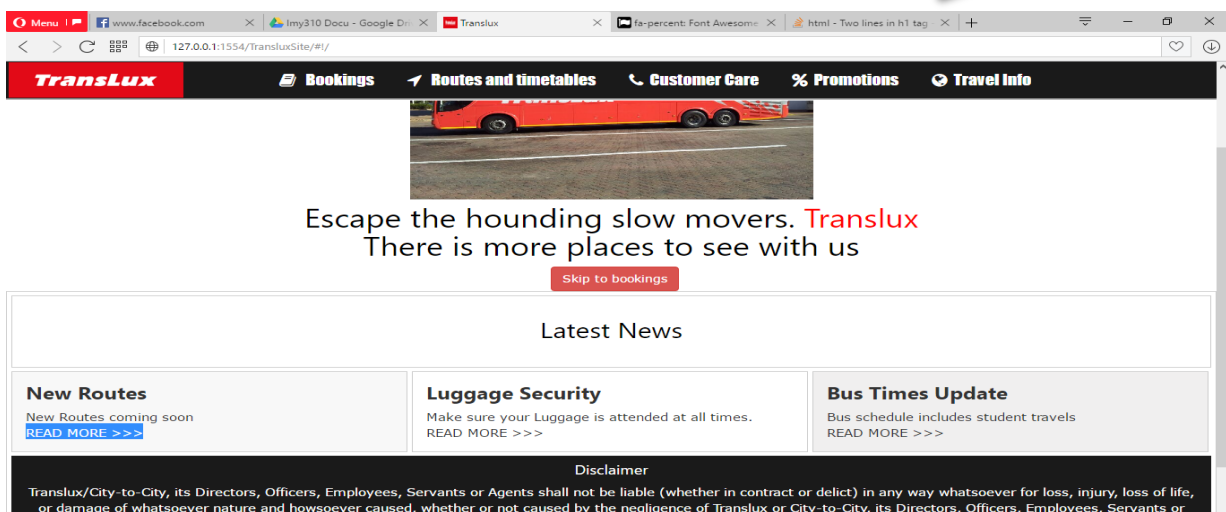 Menu
www.facebook.com
Imy310 Docu - Google Dri
Translux
fa-percent: Font Awesome
html - Two lines in h1 tag -
127.0.0.1:1554/TransluxSite/#!/
TransLux
Bookings
Routes and timetables
Customer Care
% Promotions
Travel Info
Escape the hounding slow movers. Translux
There is more places to see with us
Skip to bookings
Latest News
New Routes
New Routes coming soon
READ MORE >>>
Luggage Security
Make sure your Luggage is attended at all times.
READ MORE >>>
Bus Times Update
Bus schedule includes student travels
READ MORE >>>
Disclaimer
Translux/City-to-City, its Directors, Officers, Employees, Servants or Agents shall not be liable (whether in contract or delict) in any way whatsoever for loss, injury, loss of life,
or damage of whatsoever nature and howsoever caused, whether or not caused by the negligence of Translux or City-to-City, its Directors, Officers, Employees, Servants or